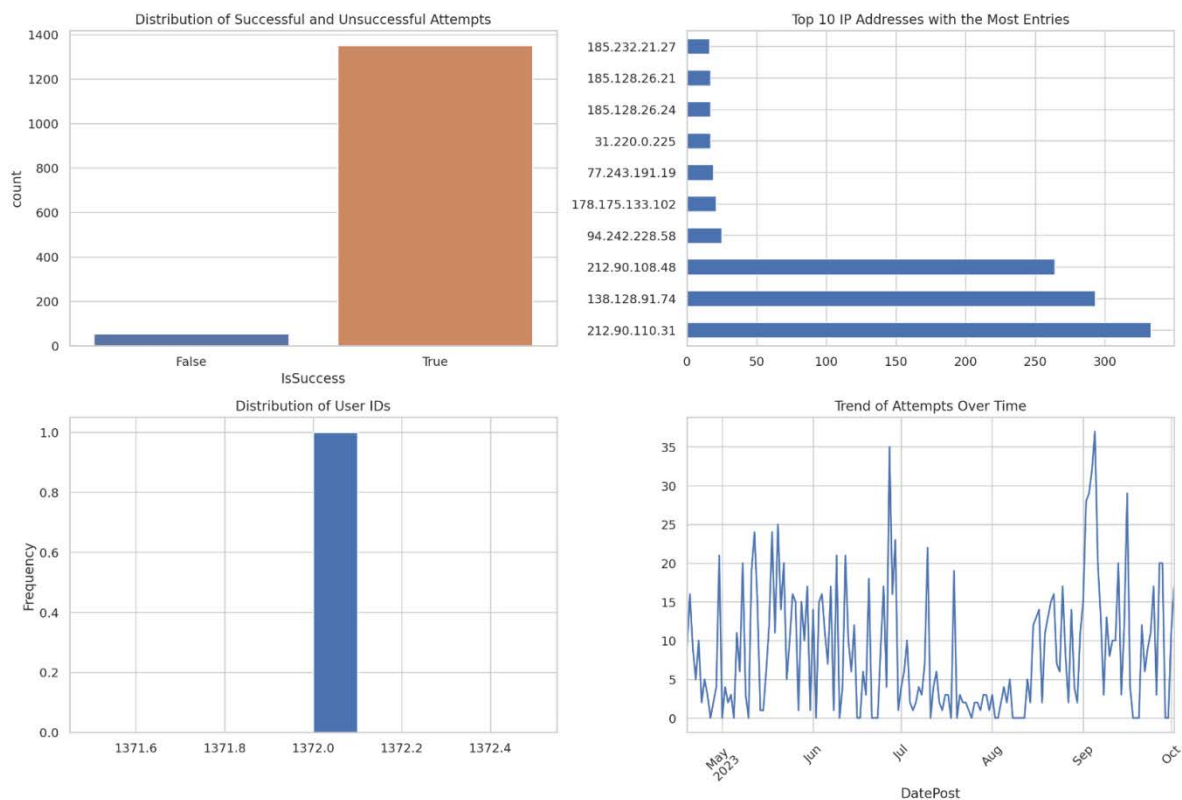 Distribution of Successful and Unsuccessful Attempts
1400
1200
1000
800
600
400
200
0
count
False True
IsSuccess
Top 10 IP Addresses with the Most Entries
185.232.21.27
185.128.26.21
185.128.26.24
31.220.0.225
77.243.191.19
178.175.133.102
94.242.228.58
212.90.108.48
138.128.91.74
212.90.110.31
0 50 100 150 200 250 300
Distribution of User IDs
1.0
0.8
0.6
0.4
0.2
0.0
Frequency
1371.6 1371.8 1372.0 1372.2 1372.4
Trend of Attempts Over Time
35
30
25
20
15
10
5
0
May
2023
Jun
Jul
Aug
Sep
Oct
DatePost